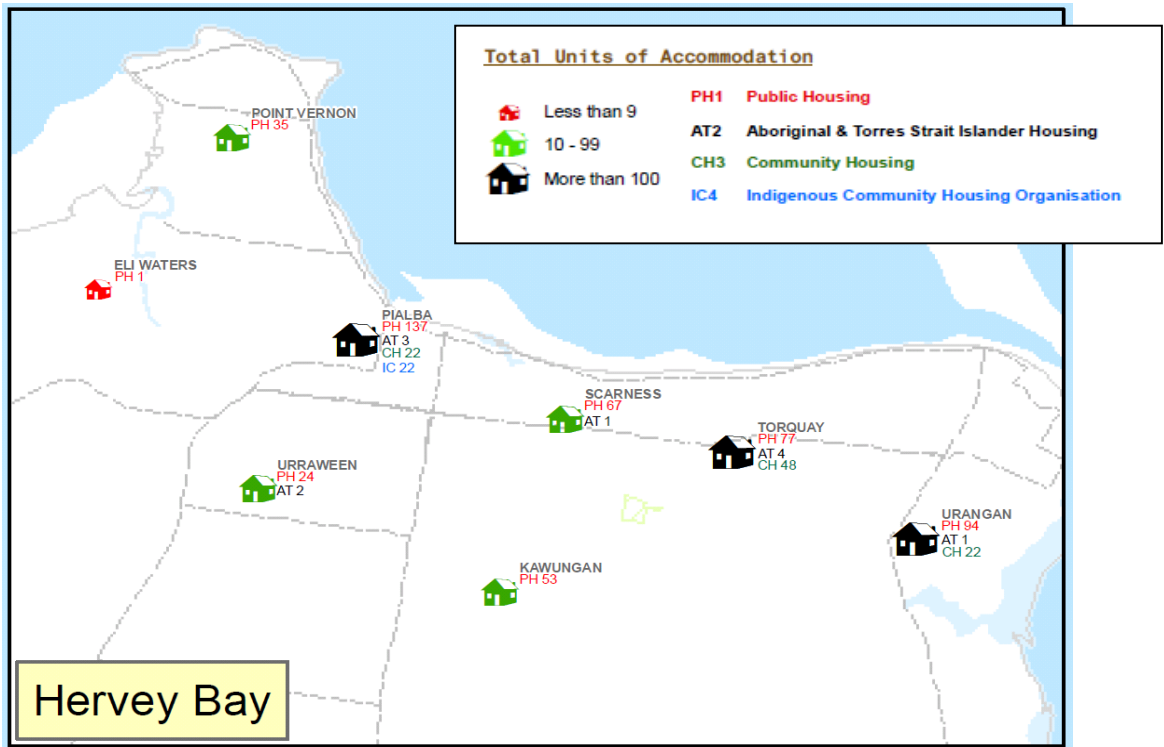 Total Units of Accommodation
Less than 9
10 - 99
More than 100
PH1 Public Housing
AT2 Aboriginal & Torres Strait Islander Housing
CH3 Community Housing
IC4 Indigenous Community Housing Organisation
POINT VERNON
PH 35
ELI WATERS
PH 1
PIALBA
PH 137
AT 3
CH 22
IC 22
SCARNESS
PH 67
AT 1
TORQUAY
PH 77
AT 4
CH 48
URRAWEEN
PH 24
AT 2
URANGAN
PH 94
AT 1
CH 22
KAWUNGAN
PH 53
Hervey Bay